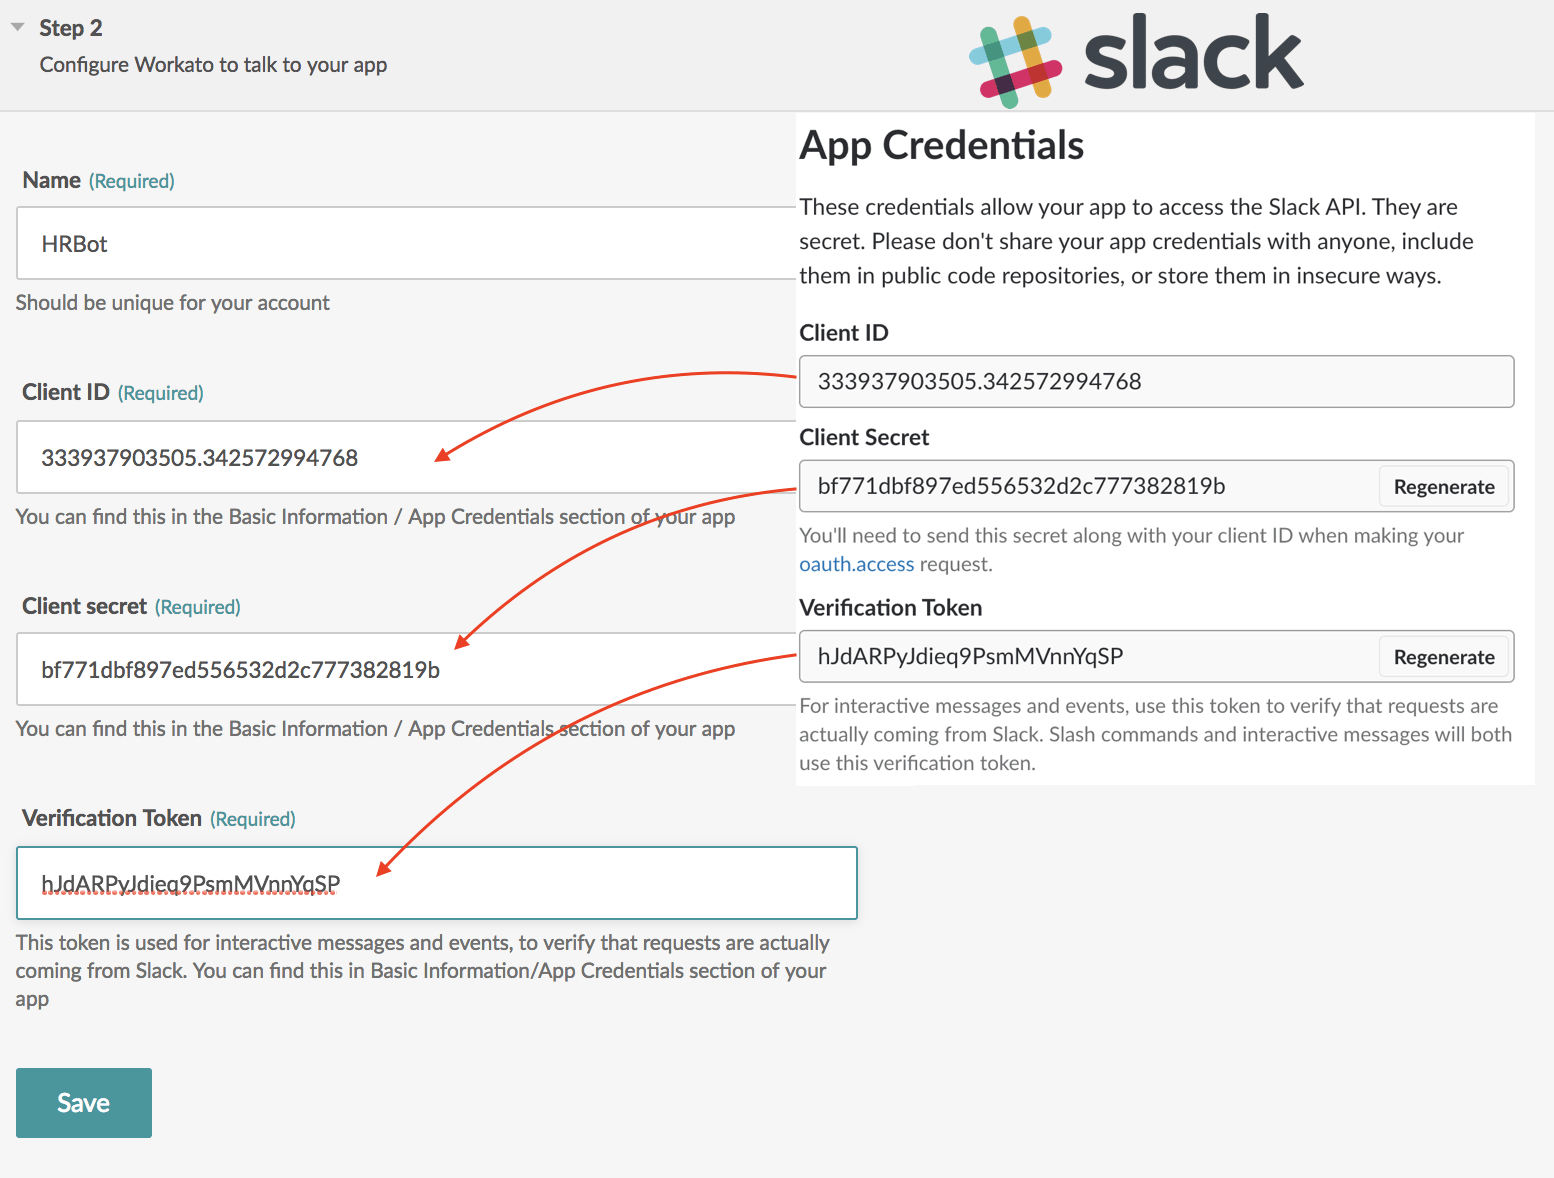 Step 2
Configure Workato to talk to your app
slack
Name (Required)
HRBot
Should be unique for your account
Client ID (Required)
333937903505.342572994768
You can find this in the Basic Information / App Credentials section of your app
Client secret (Required)
bf771dbf897ed556532d2c777382819b
You can find this in the Basic Information / App Credentials section of your app
Verification Token (Required)
hJdARPyJdieq9PsmMVnnYqSP
This token is used for interactive messages and events, to verify that requests are actually
coming from Slack. You can find this in Basic Information/App Credentials section of your
app
Save
App Credentials
These credentials allow your app to access the Slack API. They are
secret. Please don't share your app credentials with anyone, include
them in public code repositories, or store them in insecure ways.
Client ID
333937903505.342572994768
Client Secret
bf771dbf897ed556532d2c777382819b
Regenerate
You'll need to send this secret along with your client ID when making your
oauth.access request.
Verification Token
hJdARPyJdieq9PsmMVnnYqSP
Regenerate
For interactive messages and events, use this token to verify that requests are
actually coming from Slack. Slash commands and interactive messages will both
use this verification token.